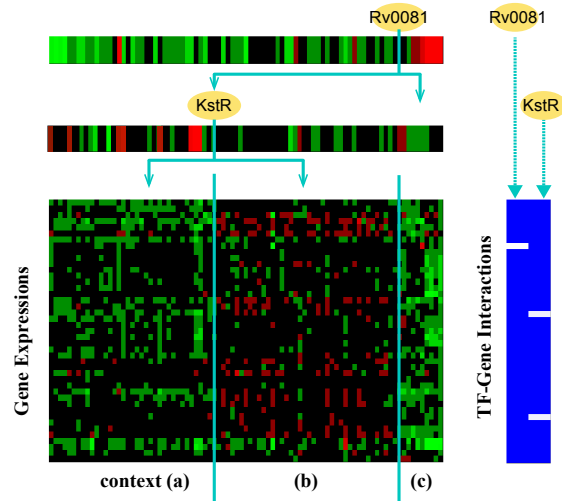 Rv0081
Rv0081
KstR
KstR
Gene Expressions
TF-Gene Interactions
context (a)
(b)
(c)